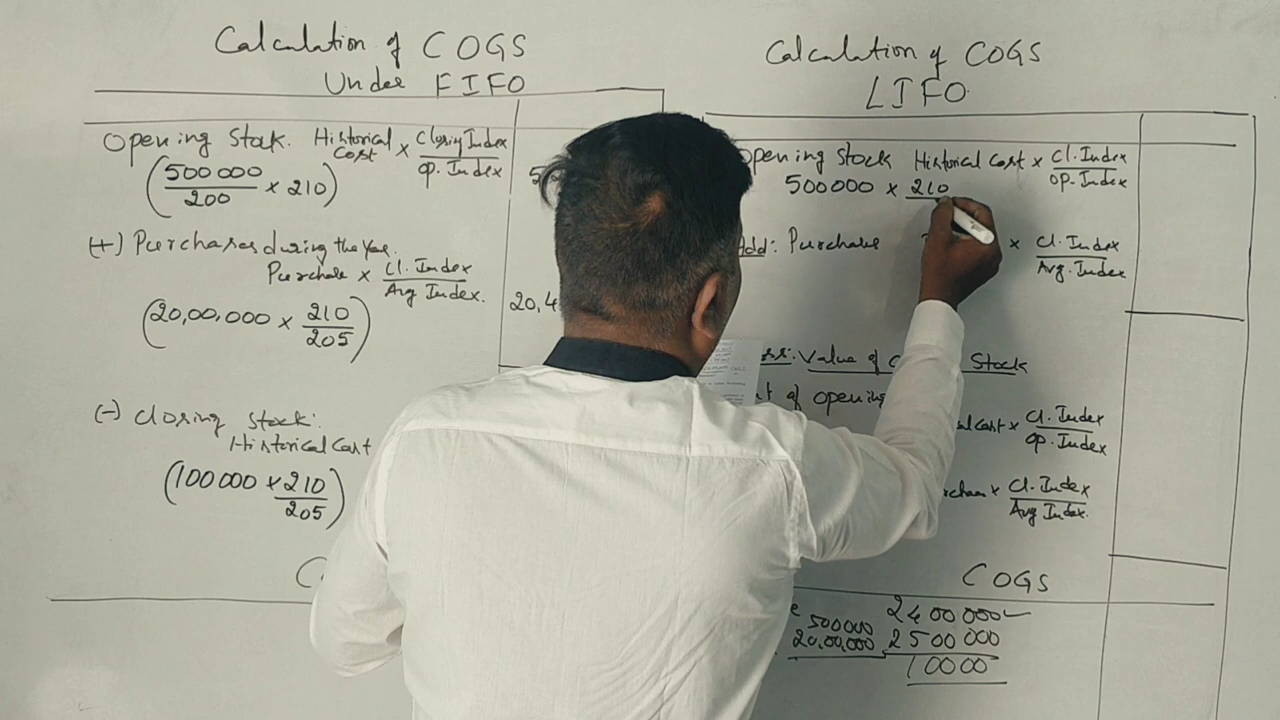 Calculation of COGS
Under FIFO
Opening Stock. Historical Cost × Closing Index / Op. Index
(500000 / 200 × 210)
(+) Purchases during the Year.
Purchase × Cl. Index / Avg Index.
(20,00,000 × 210 / 205)
20,4
(-) Closing Stock:
Historical Cost
(100000 × 210 / 205)
Calculation of COGS
LIFO
Opening Stock Historical Cost × Cl. Index / Op. Index
500000 × 210
Add: Purchases × Cl. Index / Avg. Index
Value of Stock
of opening
Cost × Cl. Index / Op. Index
× Cl. Index / Avg Index.
COGS
500000 2400000
20,00,000 2500000
10000